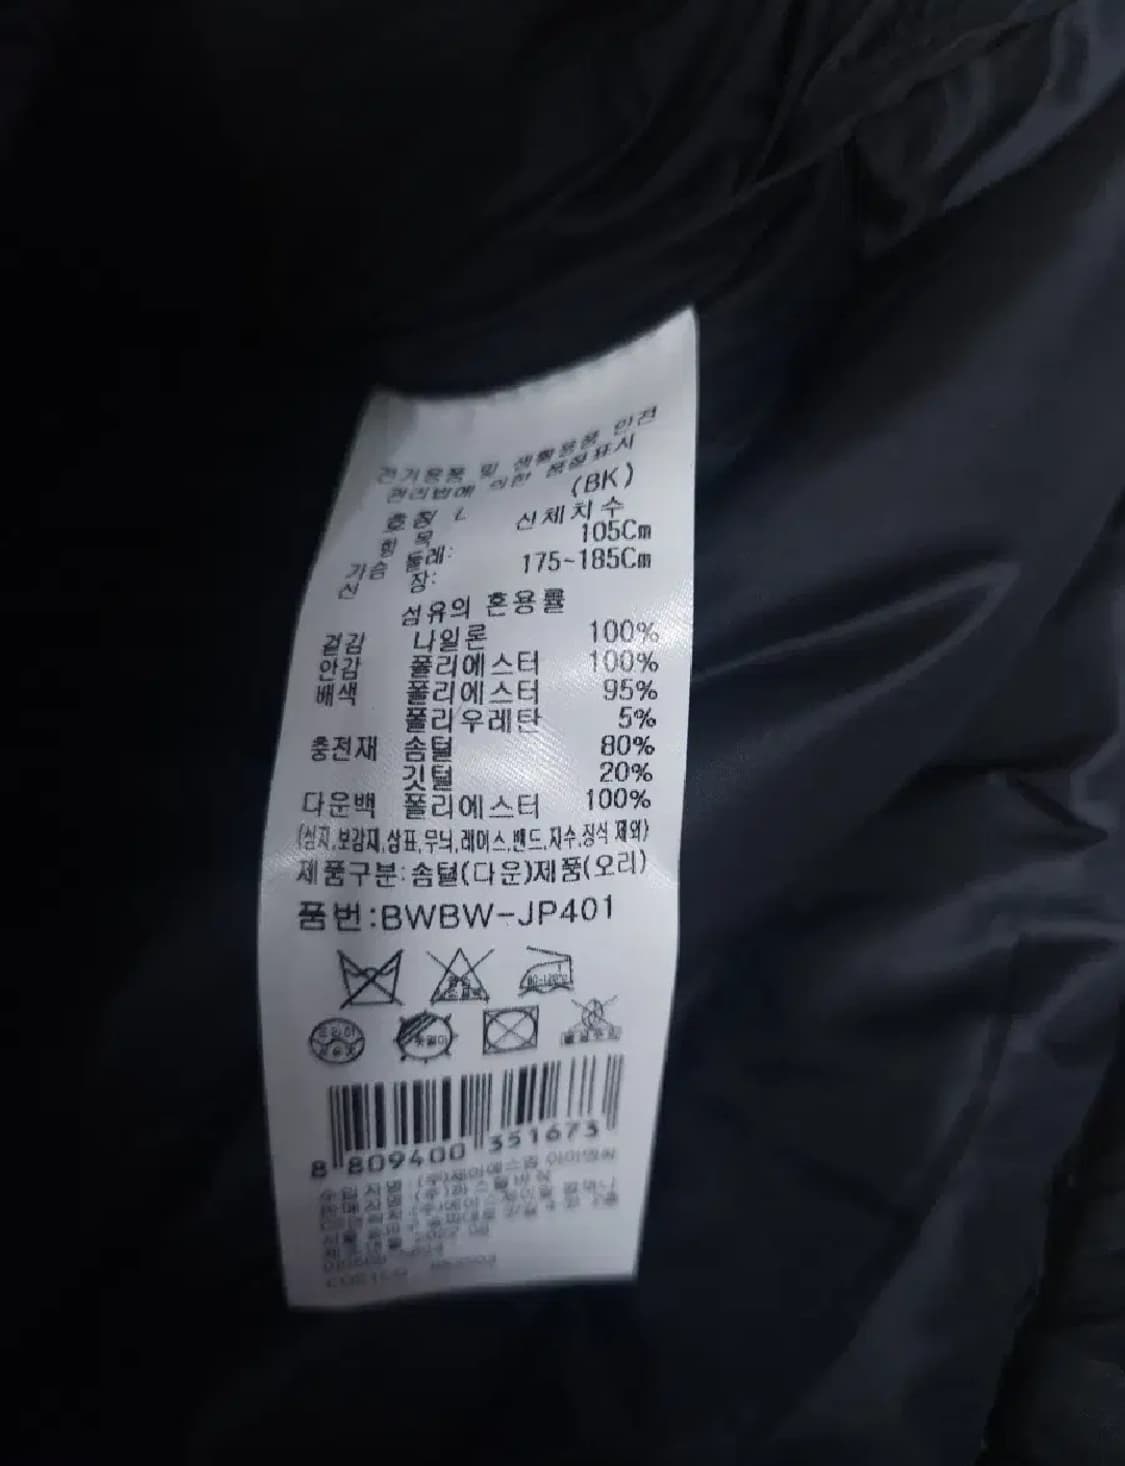 전기용품 및 생활용품 안전
관리법에 의한 품질표시
(BK)
호칭 L
항 목 신체치수
가슴 둘레: 105Cm
신 장: 175~185Cm
섬유의 혼용률
겉감 나일론 100%
안감 폴리에스터 100%
배색 폴리에스터 95%
폴리우레탄 5%
충전재 솜털 80%
깃털 20%
다운백 폴리에스터 100%
(심지,보강재,상표,무늬,레이스,밴드,자수,장식 제외)
제품구분:솜털(다운)제품(오리)
품번:BWBW-JP401
80-120℃
8 809400 351673